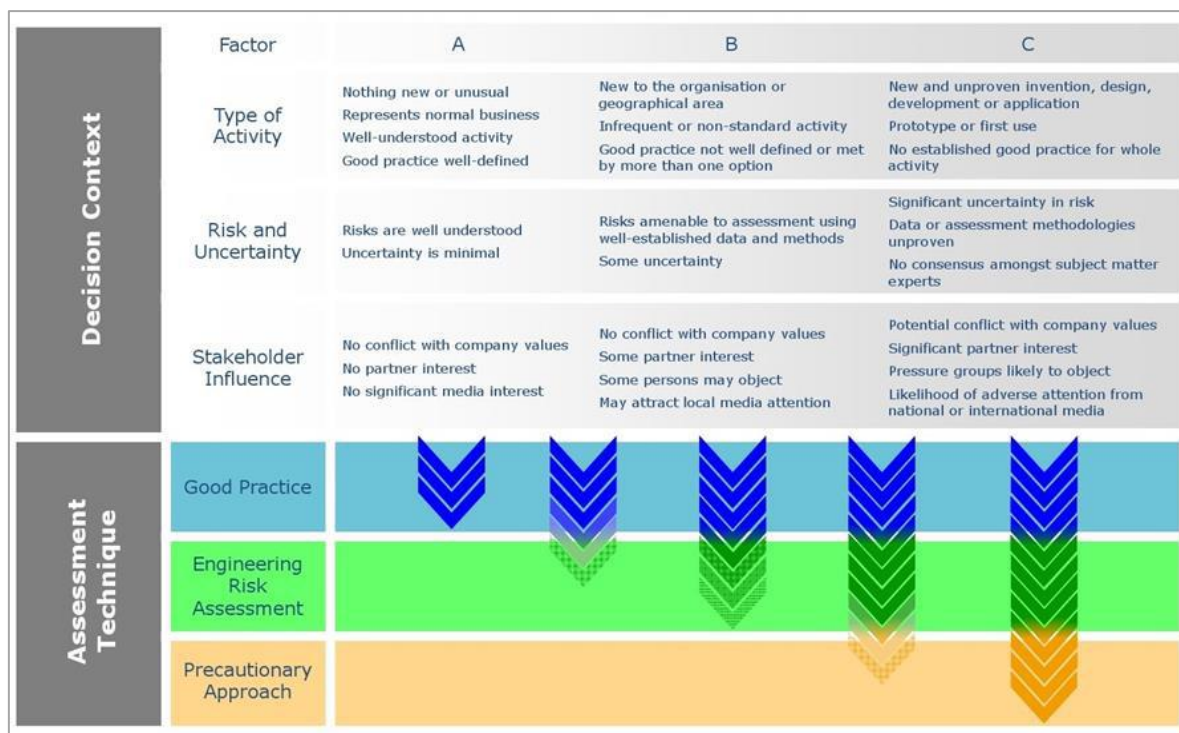 Decision Context
Factor
A
B
C
Type of
Activity
Nothing new or unusual
Represents normal business
Well-understood activity
Good practice well-defined
New to the organisation or
geographical area
Infrequent or non-standard activity
Good practice not well defined or met
by more than one option
New and unproven invention, design,
development or application
Prototype or first use
No established good practice for whole
activity
Risk and
Uncertainty
Risks are well understood
Uncertainty is minimal
Risks amenable to assessment using
well-established data and methods
Some uncertainty
Significant uncertainty in risk
Data or assessment methodologies
unproven
No consensus amongst subject matter
experts
Stakeholder
Influence
No conflict with company values
No partner interest
No significant media interest
No conflict with company values
Some partner interest
Some persons may object
May attract local media attention
Potential conflict with company values
Significant partner interest
Pressure groups likely to object
Likelihood of adverse attention from
national or international media
Assessment
Technique
Good Practice
Engineering
Risk
Assessment
Precautionary
Approach